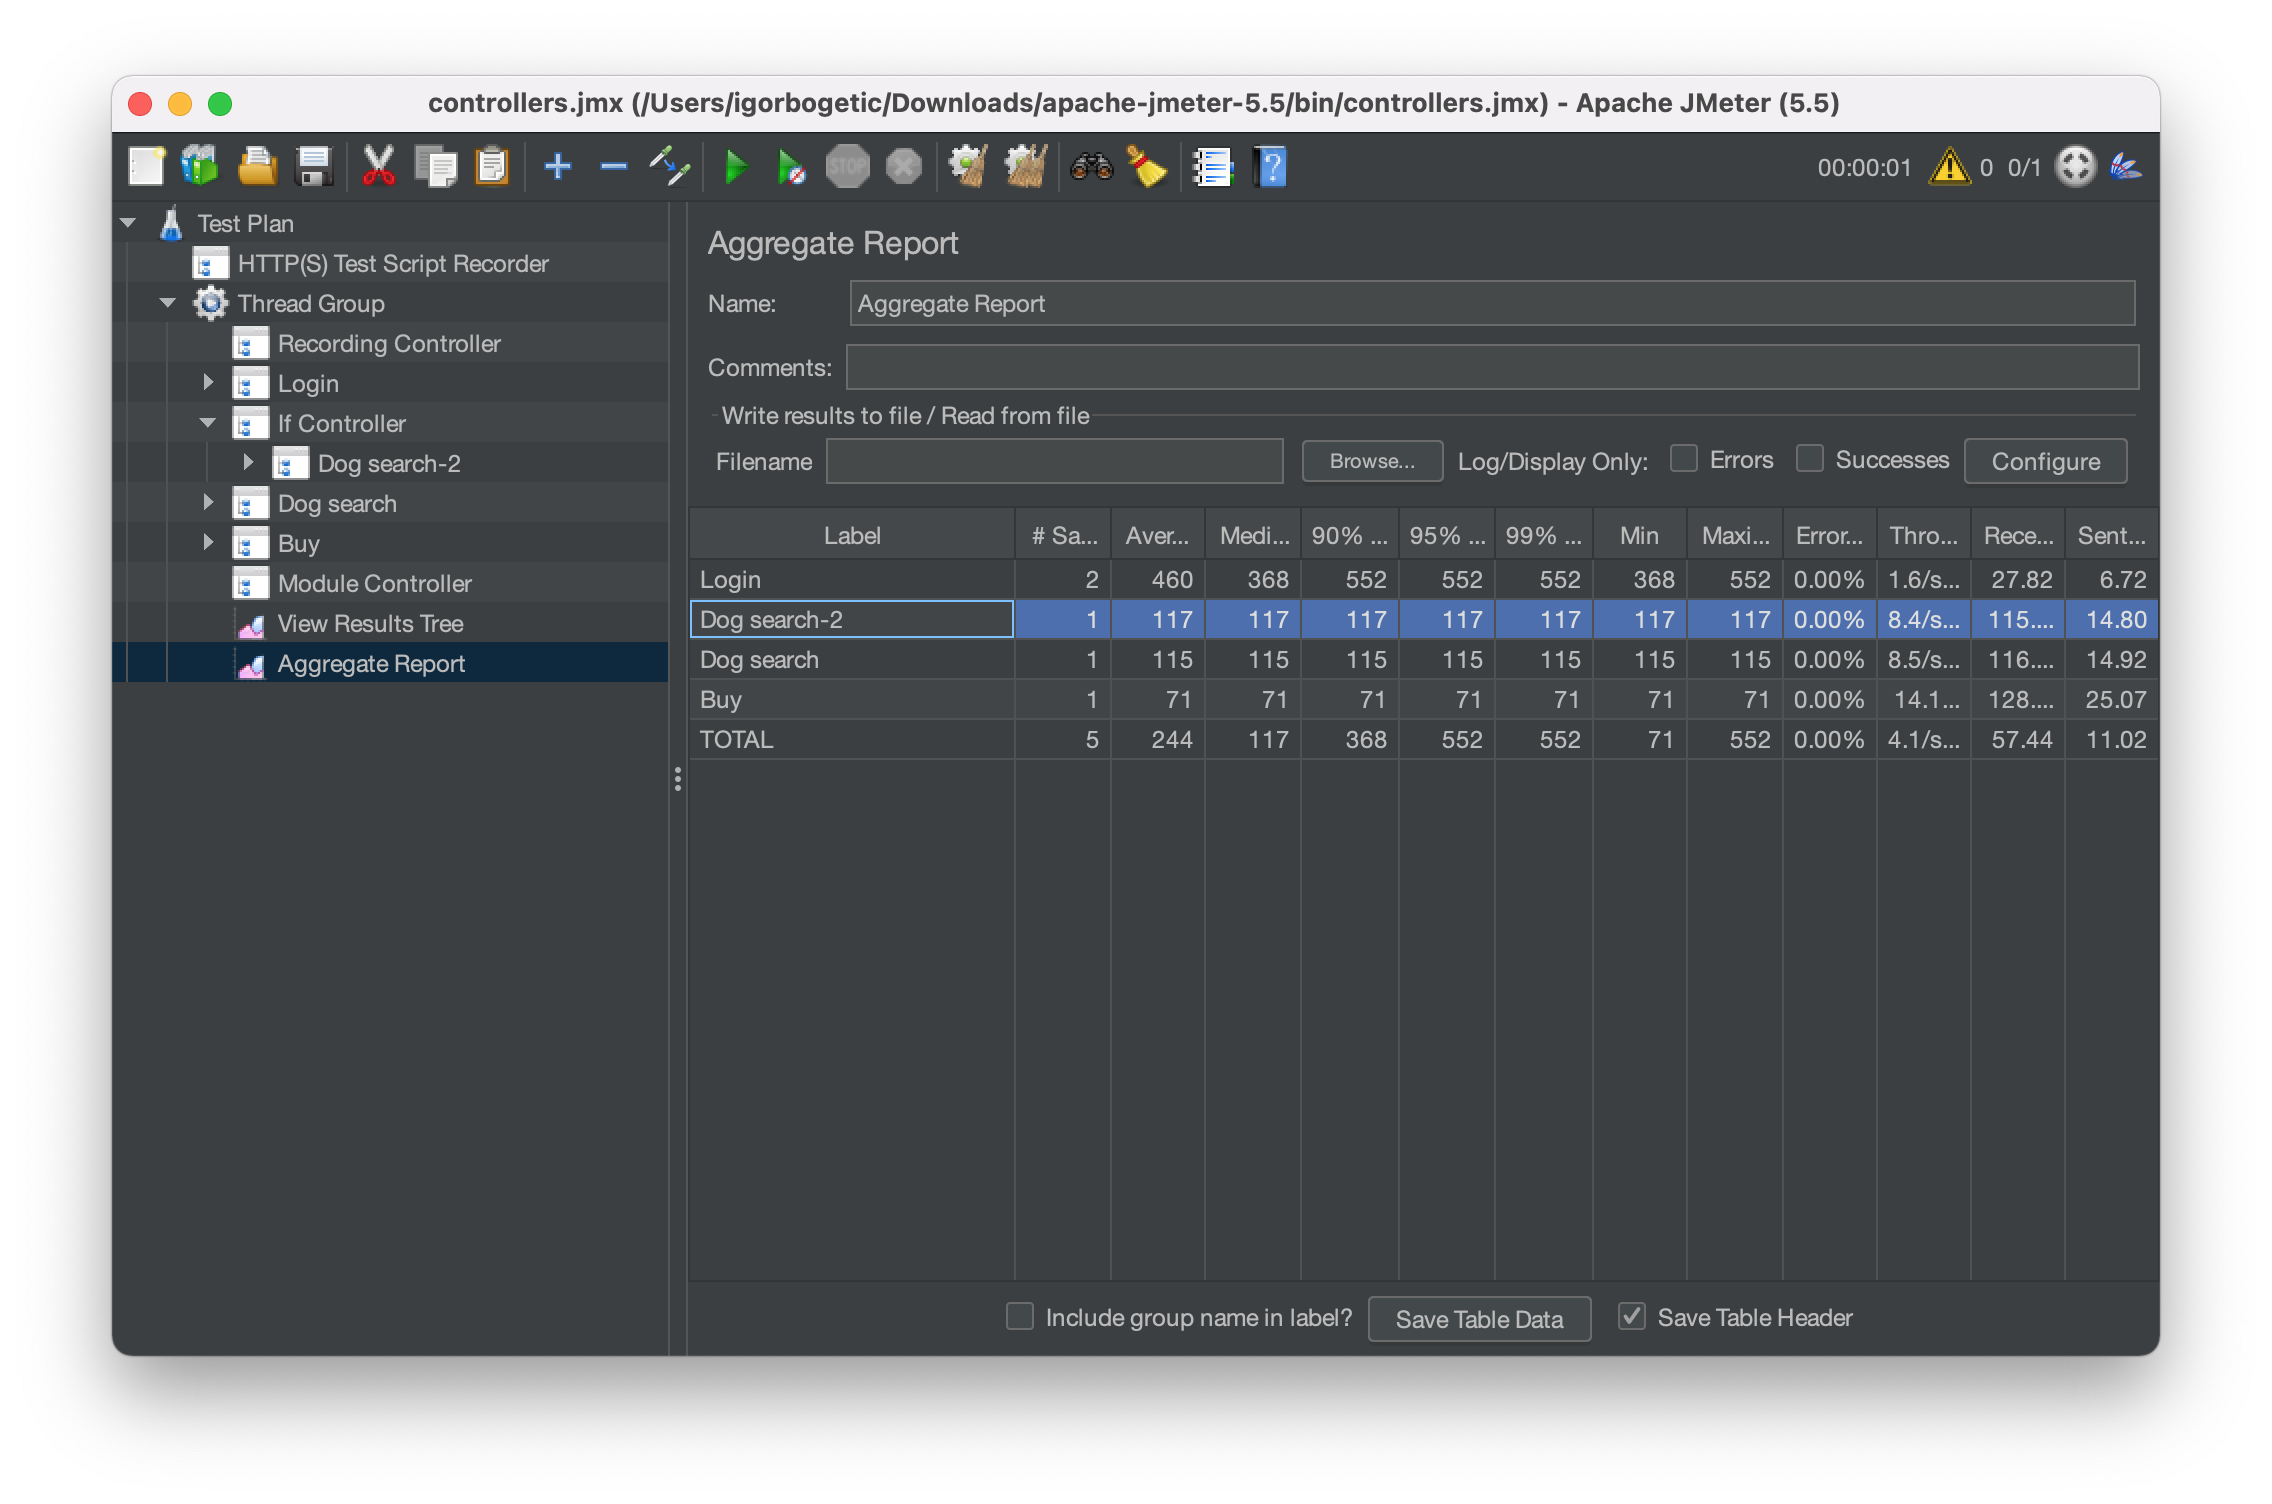 controllers.jmx (/Users/igorbogetic/Downloads/apache-jmeter-5.5/bin/controllers.jmx) - Apache JMeter (5.5)
STOP ? 00:00:01 0 0/1
Test Plan
HTTP(S) Test Script Recorder
Thread Group
Recording Controller
Login
If Controller
Dog search-2
Dog search
Buy
Module Controller
View Results Tree
Aggregate Report
Aggregate Report
Name: Aggregate Report
Comments:
Write results to file / Read from file
Filename Browse... Log/Display Only: Errors Successes Configure
Label # Sa... Aver... Medi... 90% ... 95% ... 99% ... Min Maxi... Error... Thro... Rece... Sent...
Login 2 460 368 552 552 552 368 552 0.00% 1.6/s... 27.82 6.72
Dog search-2 1 117 117 117 117 117 117 117 0.00% 8.4/s... 115.... 14.80
Dog search 1 115 115 115 115 115 115 115 0.00% 8.5/s... 116.... 14.92
Buy 1 71 71 71 71 71 71 71 0.00% 14.1... 128.... 25.07
TOTAL 5 244 117 368 552 552 71 552 0.00% 4.1/s... 57.44 11.02
Include group name in label? Save Table Data Save Table Header